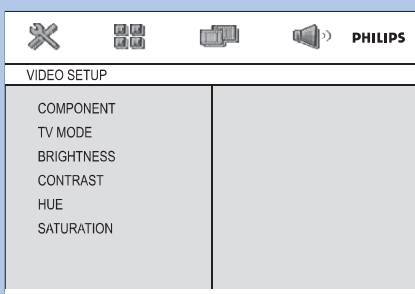 PHILIPS
VIDEO SETUP
COMPONENT
TV MODE
BRIGHTNESS
CONTRAST
HUE
SATURATION